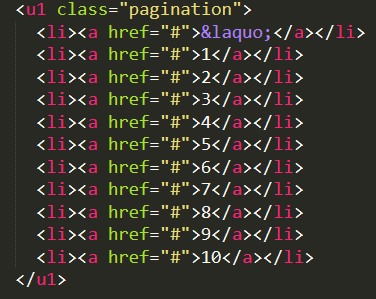 <u1 class="pagination">
<li><a href="#">&laquo;</a></li>
<li><a href="#">1</a></li>
<li><a href="#">2</a></li>
<li><a href="#">3</a></li>
<li><a href="#">4</a></li>
<li><a href="#">5</a></li>
<li><a href="#">6</a></li>
<li><a href="#">7</a></li>
<li><a href="#">8</a></li>
<li><a href="#">9</a></li>
<li><a href="#">10</a></li>
</u1>